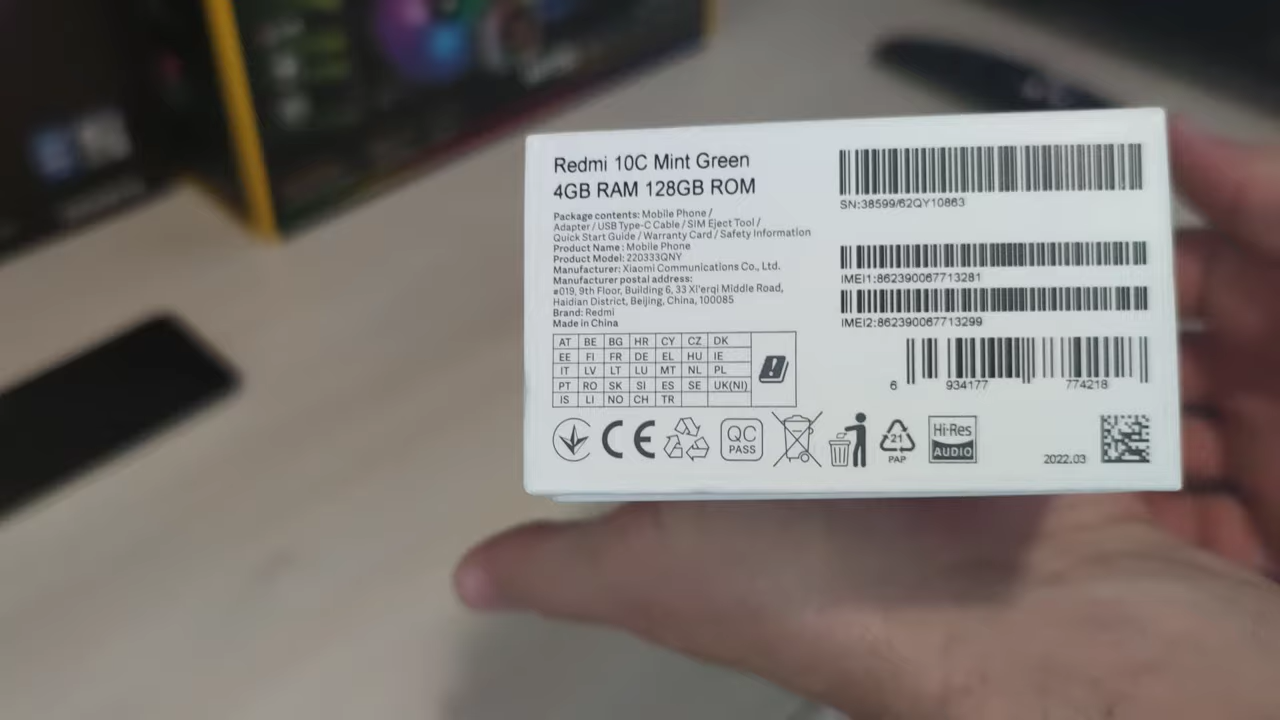 Redmi 10C Mint Green
4GB RAM 128GB ROM
Package contents: Mobile Phone /
Adapter / USB Type-C Cable / SIM Eject Tool /
Quick Start Guide / Warranty Card / Safety Information
Product Name : Mobile Phone
Product Model: 220333QNY
Manufacturer: Xiaomi Communications Co., Ltd.
Manufacturer postal address:
#019, 9th Floor, Building 6, 33 Xi'erqi Middle Road,
Haidian District, Beijing, China, 100085
Brand: Redmi
Made in China
AT BE BG HR CY CZ DK
EE FI FR DE EL HU IE
IT LV LT LU MT NL PL
PT RO SK SI ES SE UK(NI)
IS LI NO CH TR
SN:38599/62QY10863
IMEI1:862390067713281
IMEI2:862390067713299
6 934177 774218
CE
QC
PASS
21
PAP
Hi-Res
AUDIO
2022.03